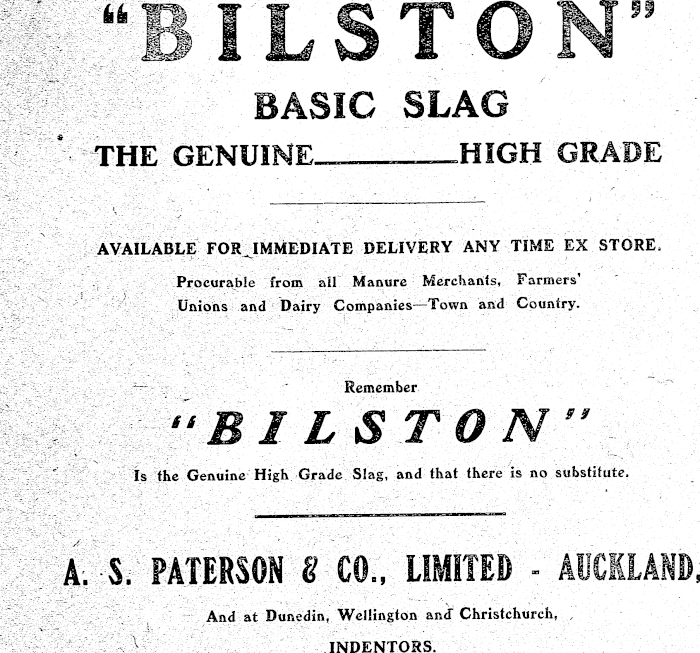 “BILSTON”
BASIC SLAG
THE GENUINE______HIGH GRADE
AVAILABLE FOR IMMEDIATE DELIVERY ANY TIME EX STORE.
Procurable from all Manure Merchants, Farmers'
Unions and Dairy Companies—Town and Country.
Remember
“BILSTON”
Is the Genuine High Grade Slag, and that there is no substitute.
A. S. PATERSON & CO., LIMITED - AUCKLAND,
And at Dunedin, Wellington and Christchurch,
INDENTORS.